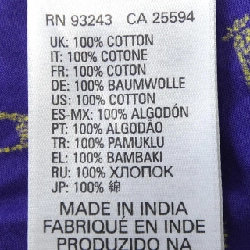 RN 93243 CA 25594
UK: 100% COTTON
IT: 100% COTONE
FR: 100% COTON
DE: 100% BAUMWOLLE
US: 100% COTTON
ES-MX: 100% ALGODÓN
PT: 100% ALGODÃO
TR: 100% PAMUKLU
EL: 100% BAMBAKI
RU: 100% ХЛОПОК
JP: 100% 綿
MADE IN INDIA
FABRIQUÉ EN INDE
PRODUZIDO NA